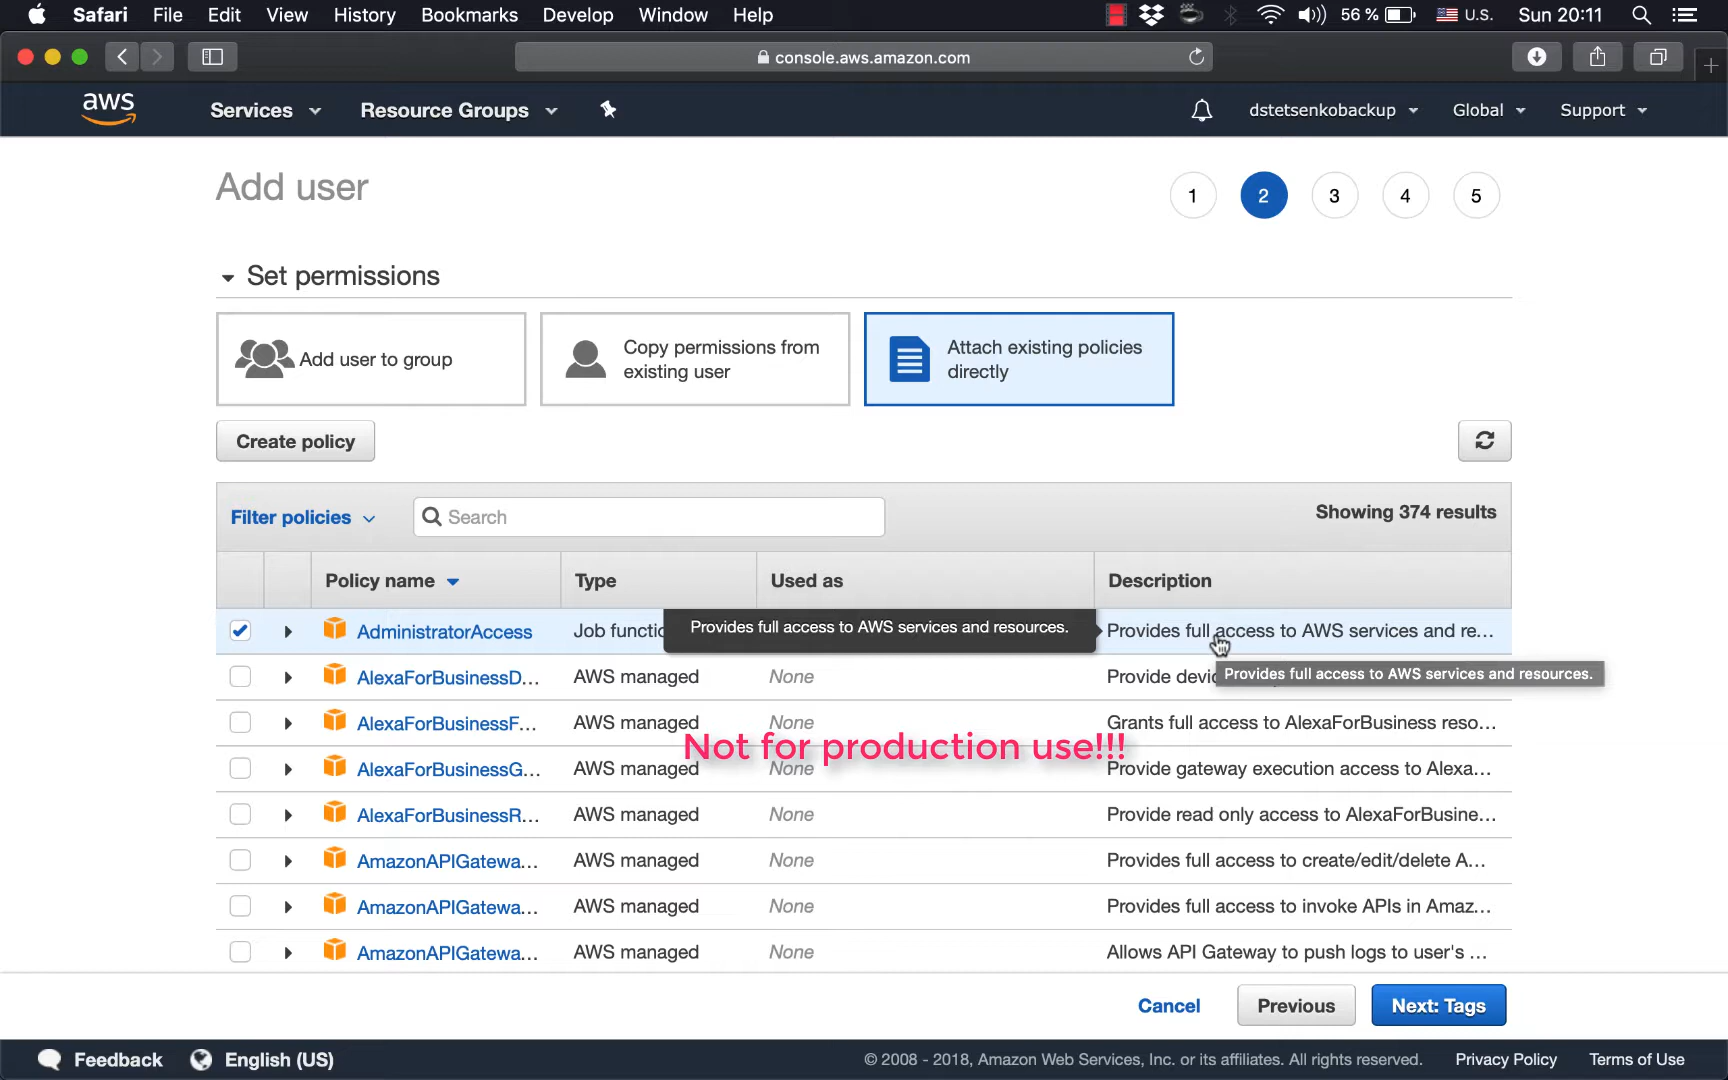 Safari File Edit View History Bookmarks Develop Window Help 56 % U.S. Sun 20:11
console.aws.amazon.com
aws Services Resource Groups dstetsenkobackup Global Support
Add user 1 2 3 4 5
Set permissions
Add user to group
Copy permissions from
existing user
Attach existing policies
directly
Create policy
Filter policies Search Showing 374 results
Policy name Type Used as Description
AdministratorAccess Job functio Provides full access to AWS services and resources. Provides full access to AWS services and re...
Provides full access to AWS services and resources.
AlexaForBusinessD... AWS managed None Provide devic
AlexaForBusinessF... AWS managed None Grants full access to AlexaForBusiness reso...
Not for production use!!!
AlexaForBusinessG... AWS managed None Provide gateway execution access to Alexa...
AlexaForBusinessR... AWS managed None Provide read only access to AlexaForBusine...
AmazonAPIGatewa... AWS managed None Provides full access to create/edit/delete A...
AmazonAPIGatewa... AWS managed None Provides full access to invoke APIs in Amaz...
AmazonAPIGatewa... AWS managed None Allows API Gateway to push logs to user's ...
Cancel Previous Next: Tags
Feedback English (US) © 2008 - 2018, Amazon Web Services, Inc. or its affiliates. All rights reserved. Privacy Policy Terms of Use